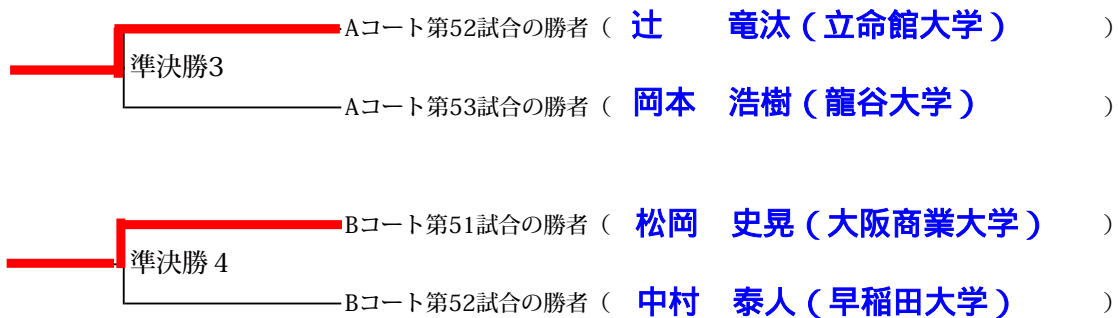 Aコート第52試合の勝者（　辻　　竜汰（立命館大学）　）
準決勝3
Aコート第53試合の勝者（　岡本　浩樹（龍谷大学）　）
Bコート第51試合の勝者（　松岡　史晃（大阪商業大学）　）
準決勝４
Bコート第52試合の勝者（　中村　泰人（早稲田大学）　）